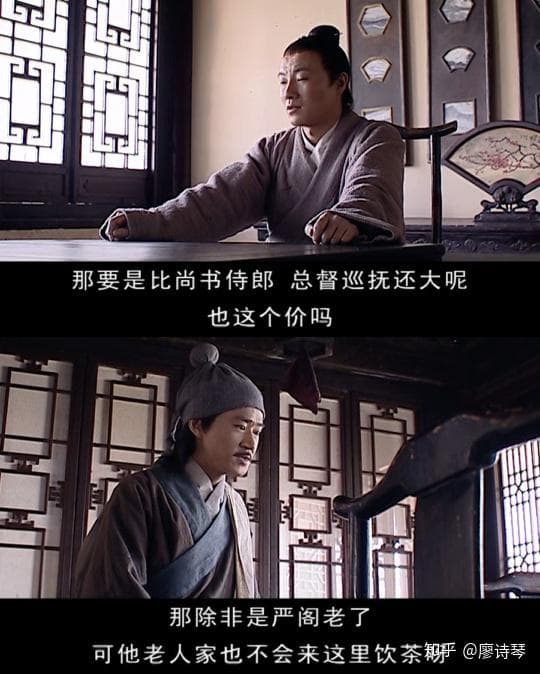 那要是比尚书侍郎 总督巡抚还大呢
也这个价吗
那除非是严阁老了
可他老人家也不会来这里饮茶呀
知乎 @廖诗琴